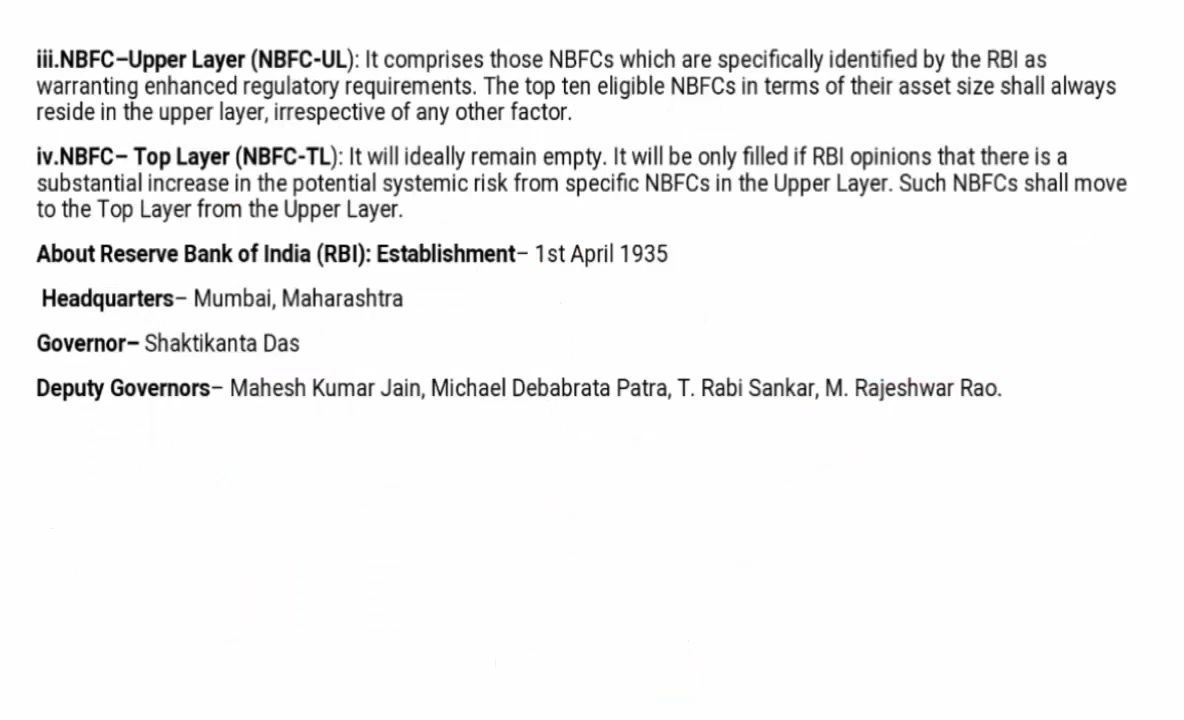 iii.NBFC–Upper Layer (NBFC-UL): It comprises those NBFCs which are specifically identified by the RBI as
warranting enhanced regulatory requirements. The top ten eligible NBFCs in terms of their asset size shall always
reside in the upper layer, irrespective of any other factor.
iv.NBFC– Top Layer (NBFC-TL): It will ideally remain empty. It will be only filled if RBI opinions that there is a
substantial increase in the potential systemic risk from specific NBFCs in the Upper Layer. Such NBFCs shall move
to the Top Layer from the Upper Layer.
About Reserve Bank of India (RBI): Establishment– 1st April 1935
Headquarters– Mumbai, Maharashtra
Governor– Shaktikanta Das
Deputy Governors– Mahesh Kumar Jain, Michael Debabrata Patra, T. Rabi Sankar, M. Rajeshwar Rao.